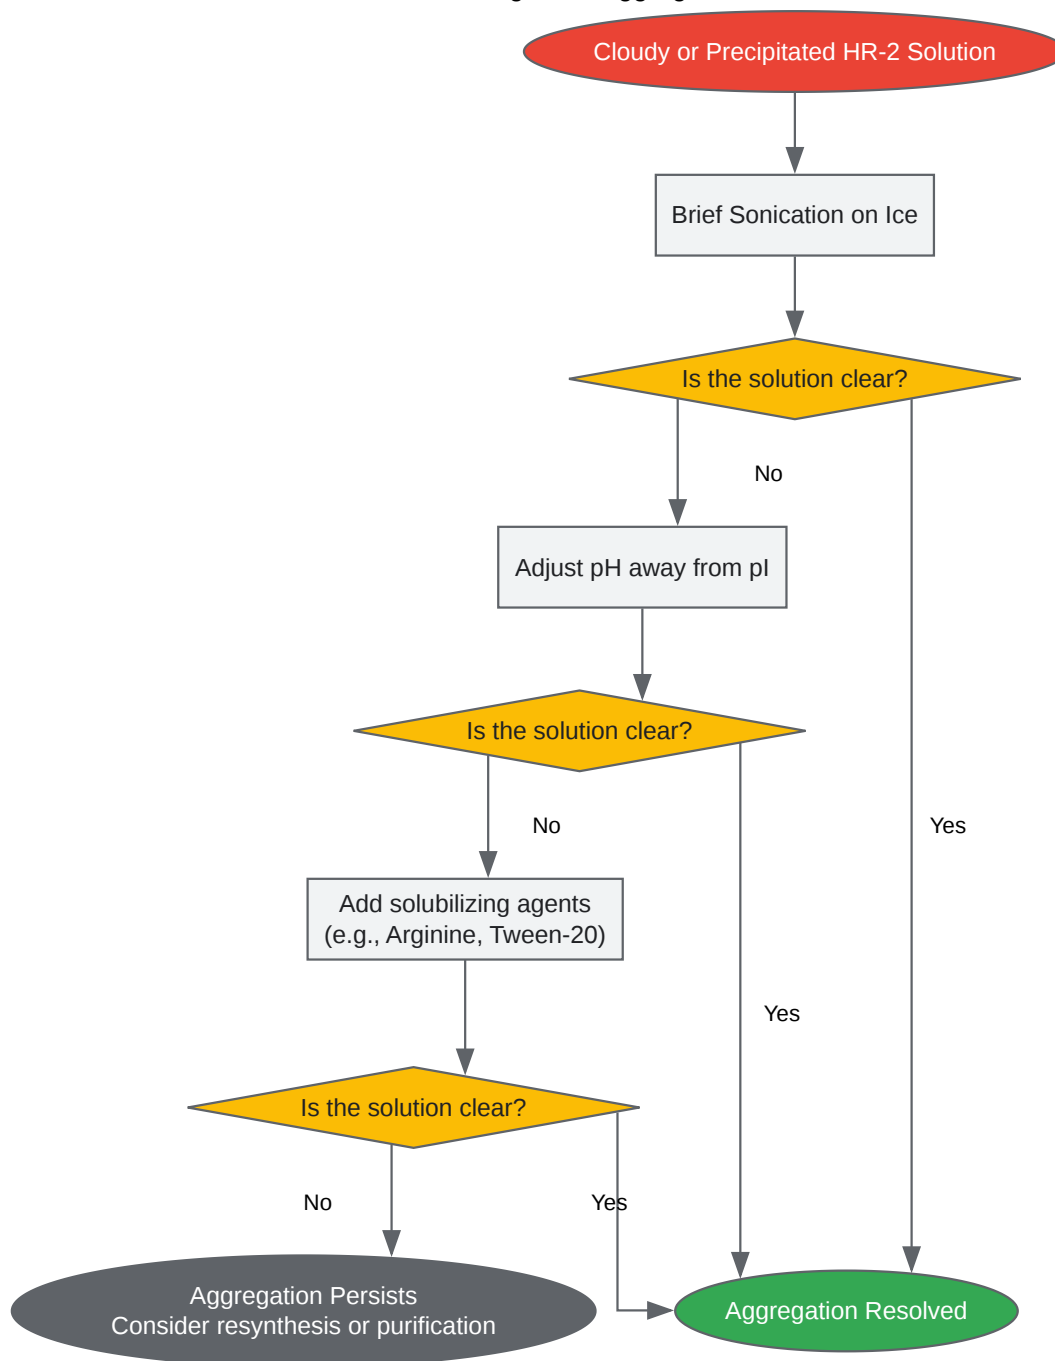 Cloudy or Precipitated HR-2 Solution
Brief Sonication on Ice
Is the solution clear?
No
Adjust pH away from pI
Is the solution clear?
No
Yes
Add solubilizing agents
(e.g., Arginine, Tween-20)
Yes
Is the solution clear?
No
Yes
Aggregation Persists
Consider resynthesis or purification
Aggregation Resolved